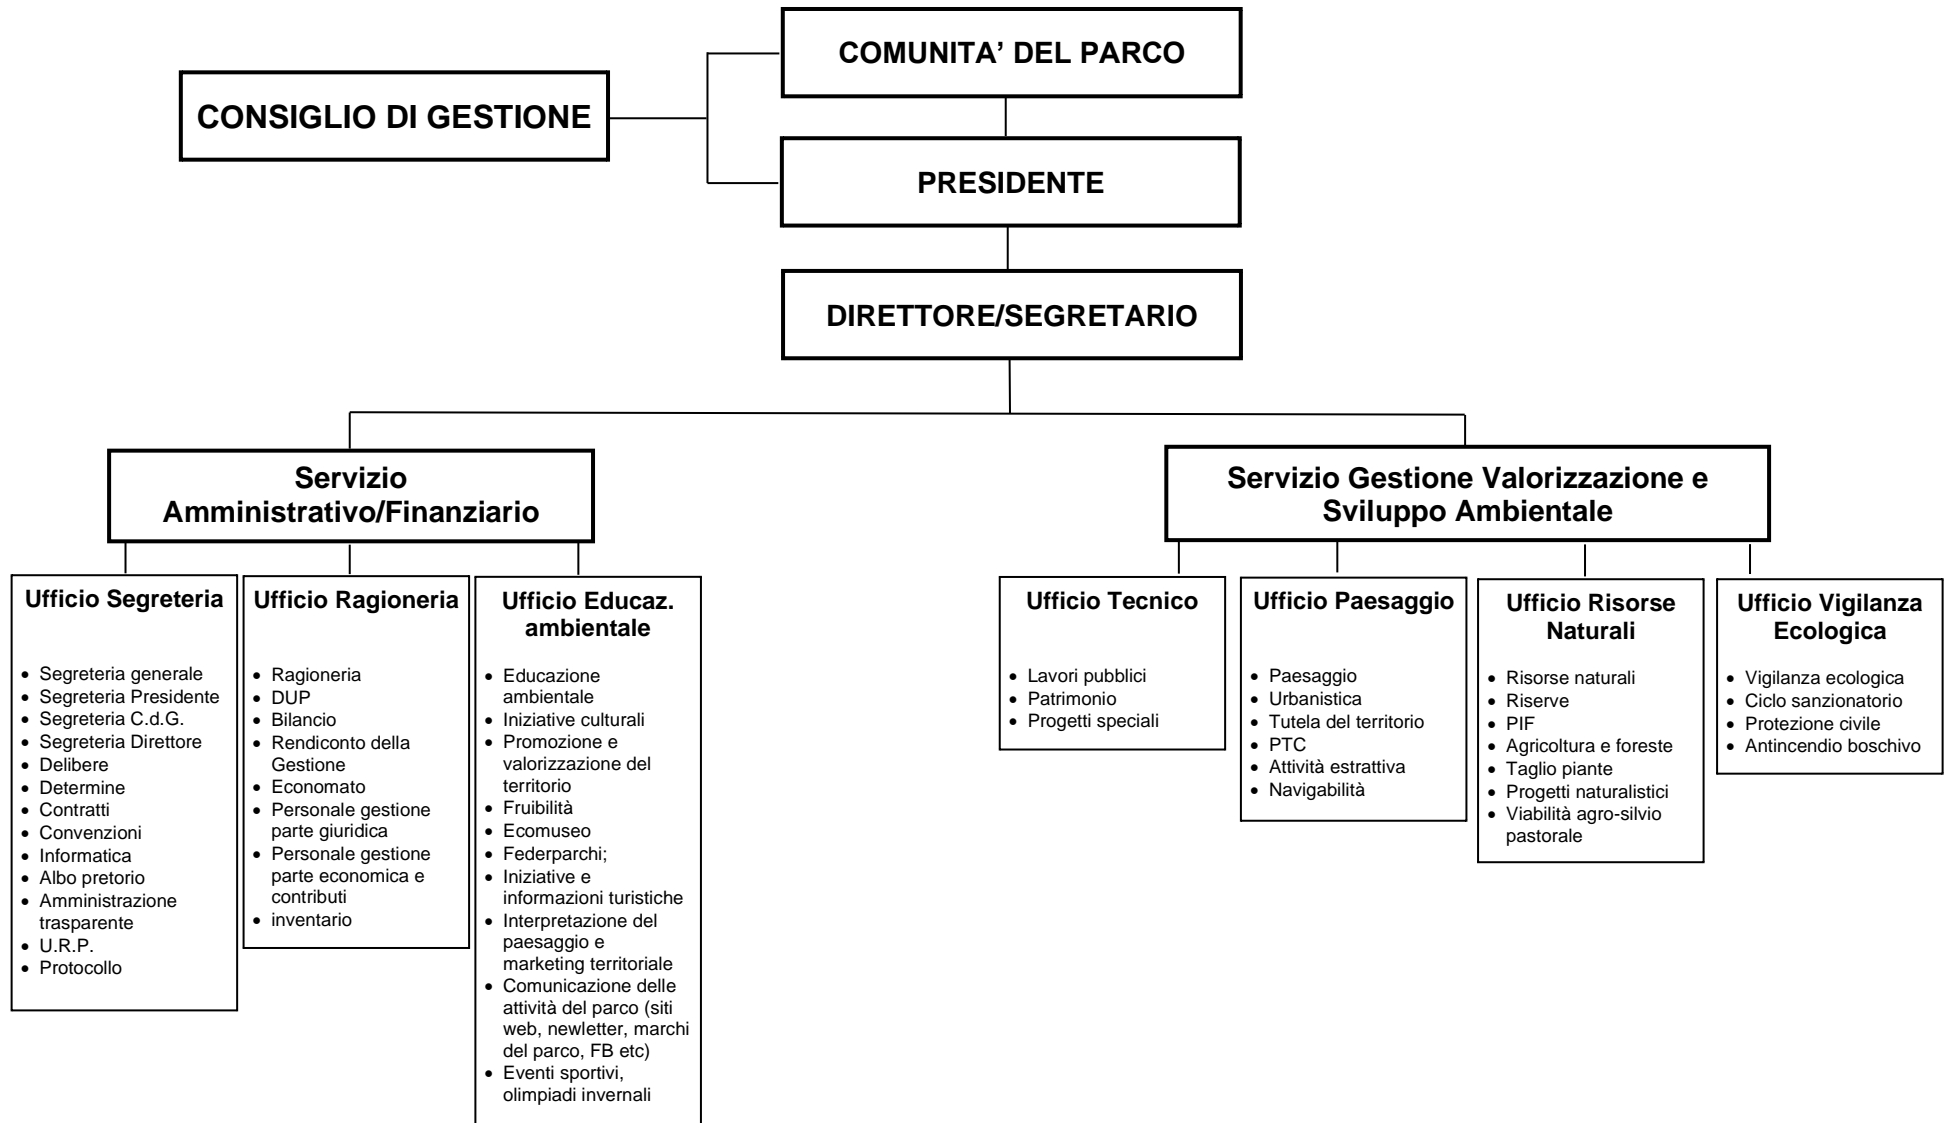 COMUNITA’ DEL PARCO
CONSIGLIO DI GESTIONE
PRESIDENTE
DIRETTORE/SEGRETARIO
Servizio
Amministrativo/Finanziario
Servizio Gestione Valorizzazione e
Sviluppo Ambientale
Ufficio Segreteria
• Segreteria generale
• Segreteria Presidente
• Segreteria C.d.G.
• Segreteria Direttore
• Delibere
• Determine
• Contratti
• Convenzioni
• Informatica
• Albo pretorio
• Amministrazione
trasparente
• U.R.P.
• Protocollo
Ufficio Ragioneria
• Ragioneria
• DUP
• Bilancio
• Rendiconto della
Gestione
• Economato
• Personale gestione
parte giuridica
• Personale gestione
parte economica e
contributi
• inventario
Ufficio Educaz.
ambientale
• Educazione
ambientale
• Iniziative culturali
• Promozione e
valorizzazione del
territorio
• Fruibilità
• Ecomuseo
• Federparchi;
• Iniziative e
informazioni turistiche
• Interpretazione del
paesaggio e
marketing territoriale
• Comunicazione delle
attività del parco (siti
web, newletter, marchi
del parco, FB etc)
• Eventi sportivi,
olimpiadi invernali
Ufficio Tecnico
• Lavori pubblici
• Patrimonio
• Progetti speciali
Ufficio Paesaggio
• Paesaggio
• Urbanistica
• Tutela del territorio
• PTC
• Attività estrattiva
• Navigabilità
Ufficio Risorse
Naturali
• Risorse naturali
• Riserve
• PIF
• Agricoltura e foreste
• Taglio piante
• Progetti naturalistici
• Viabilità agro-silvio
pastorale
Ufficio Vigilanza
Ecologica
• Vigilanza ecologica
• Ciclo sanzionatorio
• Protezione civile
• Antincendio boschivo